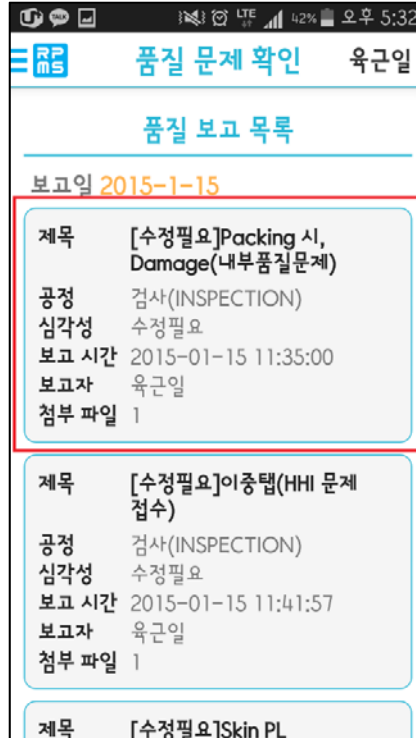 LTE 42% 오후 5:32
RP
ms 품질 문제 확인 육근일
품질 보고 목록
보고일 2015-1-15
제목 [수정필요]Packing 시,
Damage(내부품질문제)
공정 검사(INSPECTION)
심각성 수정필요
보고 시간 2015-01-15 11:35:00
보고자 육근일
첨부 파일 1
제목 [수정필요]이중탭(HHI 문제
접수)
공정 검사(INSPECTION)
심각성 수정필요
보고 시간 2015-01-15 11:41:57
보고자 육근일
첨부 파일 1
제목 [수정필요]Skin PL